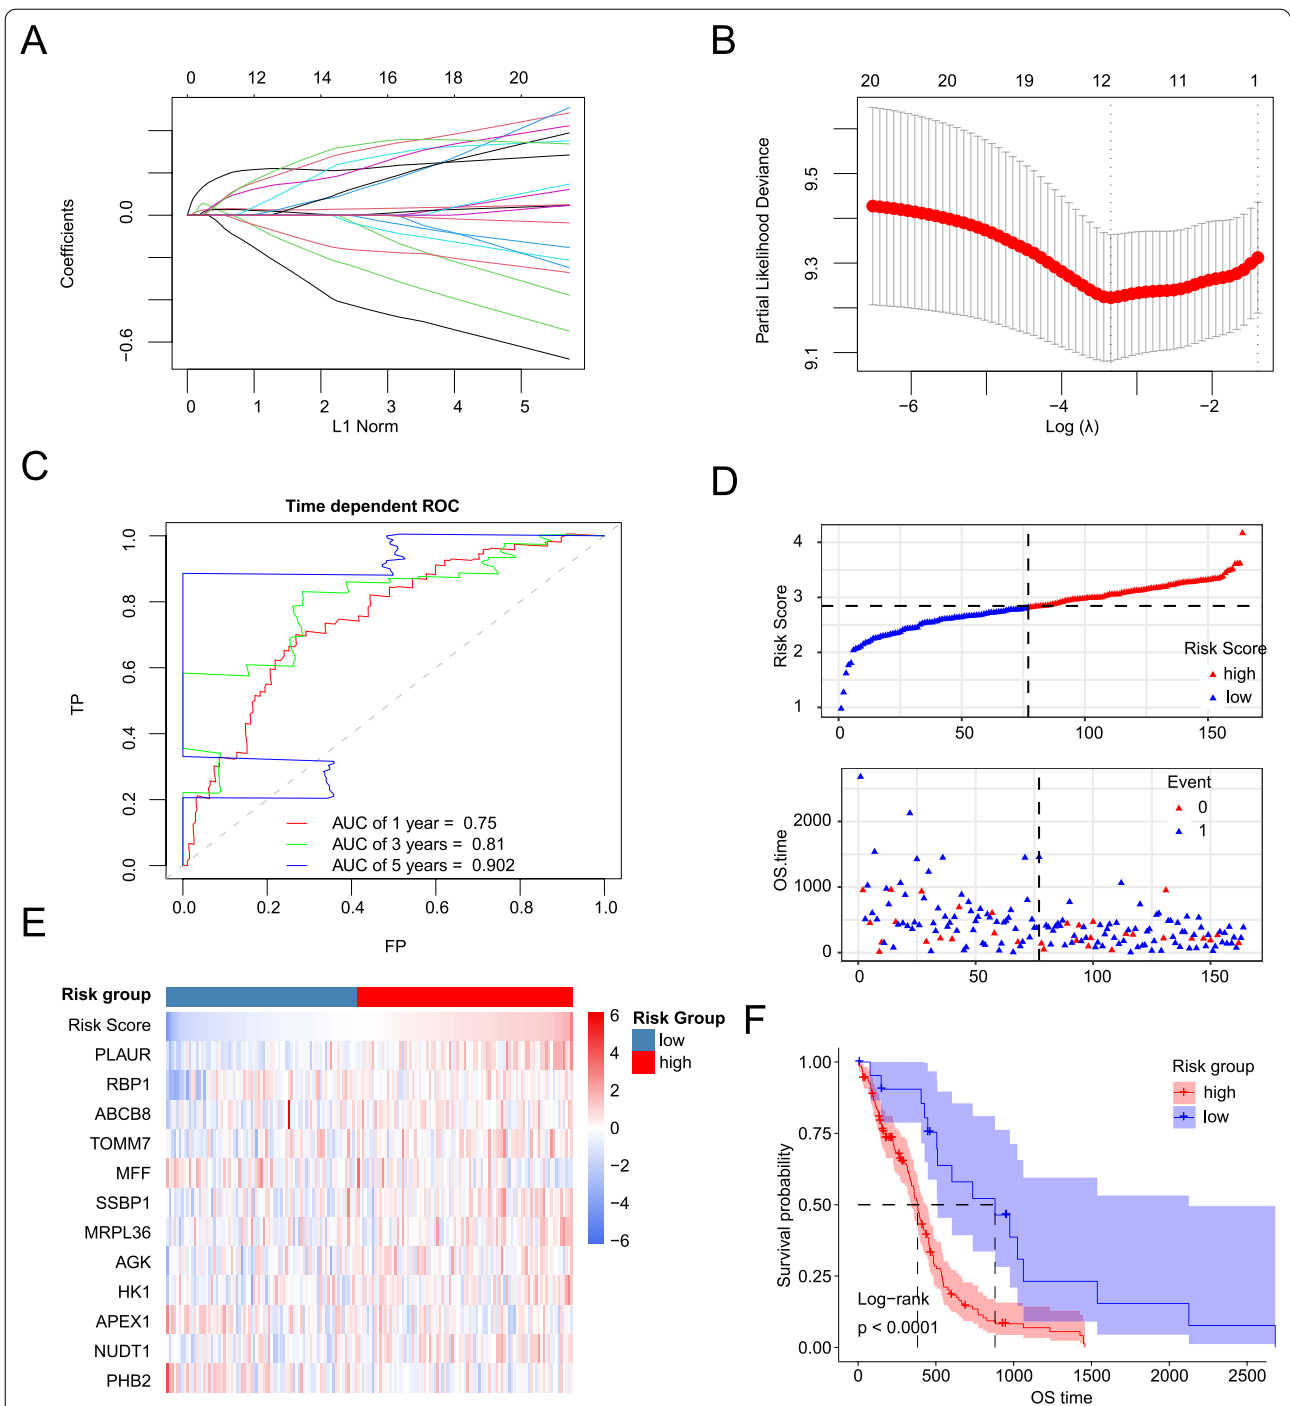 A
0 12 14 16 18 20
Coefficients
0.0
−0.6
0 1 2 3 4 5
L1 Norm
B
20 20 19 12 11 1
Partial Likelihood Deviance
9.5
9.3
9.1
−6 −4 −2
Log (λ)
C
Time dependent ROC
TP
1.0
0.8
0.6
0.4
0.2
0.0
AUC of 1 year = 0.75
AUC of 3 years = 0.81
AUC of 5 years = 0.902
0.0 0.2 0.4 0.6 0.8 1.0
FP
D
Risk Score
4
3
2
1
Risk Score
high
low
0 50 100 150
OS.time
2000
1000
0
Event
0
1
0 50 100 150
E
Risk group
Risk Score
PLAUR
RBP1
ABCB8
TOMM7
MFF
SSBP1
MRPL36
AGK
HK1
APEX1
NUDT1
PHB2
6
4
2
0
−2
−4
−6
Risk Group
low
high
F
Survival probability
1.00
0.75
0.50
0.25
0.00
Risk group
high
low
Log−rank
p < 0.0001
0 500 1000 1500 2000 2500
OS time